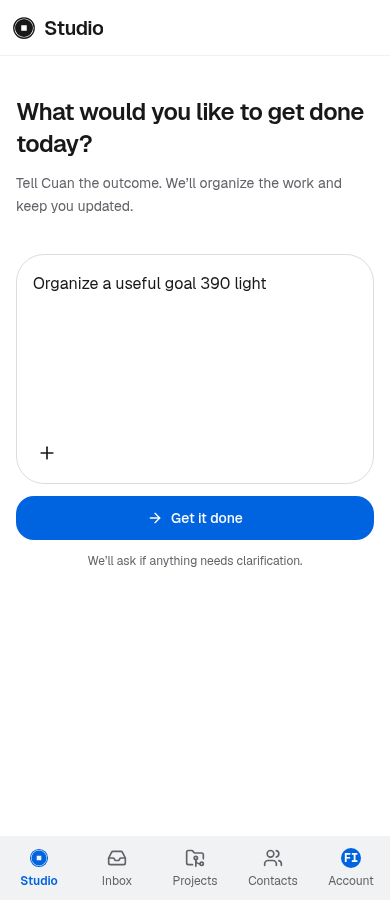 Studio
What would you like to get done
today?
Tell Cuan the outcome. We'll organize the work and
keep you updated.
Organize a useful goal 390 light
Get it done
We'll ask if anything needs clarification.
FI
Studio Inbox Projects Contacts Account